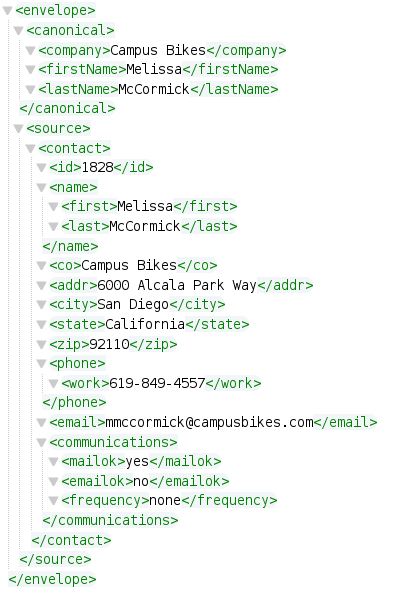 <envelope>
<canonical>
<company>Campus Bikes</company>
<firstName>Melissa</firstName>
<lastName>McCormick</lastName>
</canonical>
<source>
<contact>
<id>1828</id>
<name>
<first>Melissa</first>
<last>McCormick</last>
</name>
<co>Campus Bikes</co>
<addr>6000 Alcala Park Way</addr>
<city>San Diego</city>
<state>California</state>
<zip>92110</zip>
<phone>
<work>619-849-4557</work>
</phone>
<email>mmccormick@campusbikes.com</email>
<communications>
<mailok>yes</mailok>
<emailok>no</emailok>
<frequency>none</frequency>
</communications>
</contact>
</source>
</envelope>